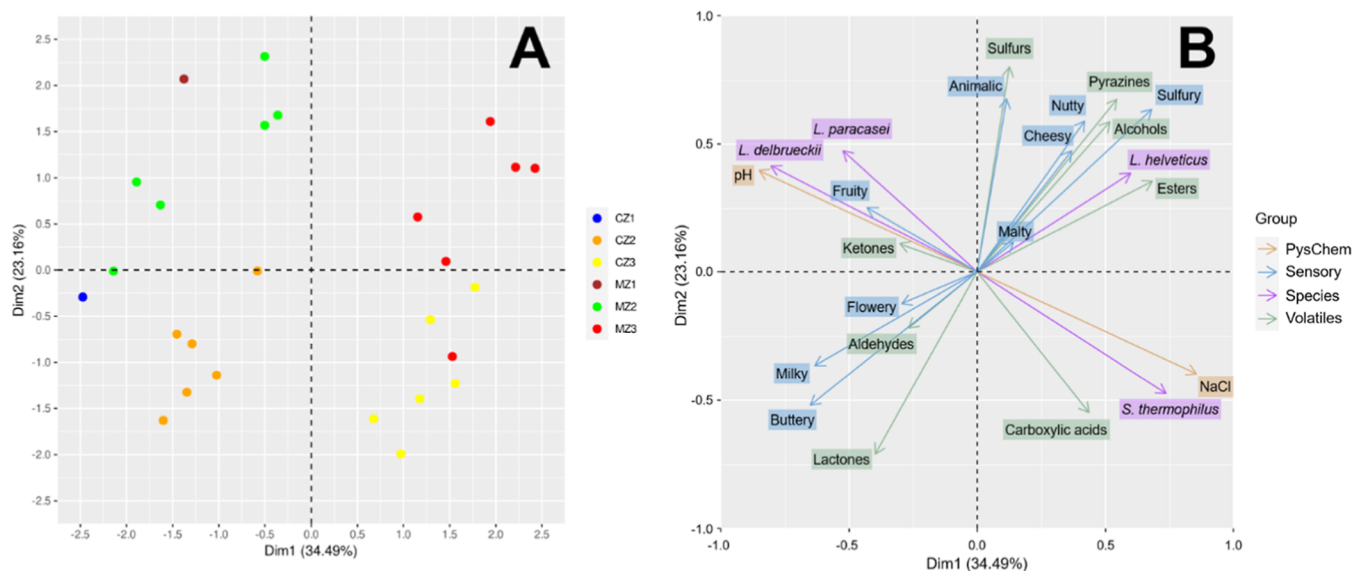 A
2.5
2.0
1.5
1.0
0.5
0.0
-0.5
-1.0
-1.5
-2.0
-2.5
Dim2 (23.16%)
-2.5 -2.0 -1.5 -1.0 -0.5 0.0 0.5 1.0 1.5 2.0 2.5
Dim1 (34.49%)
CZ1
CZ2
CZ3
MZ1
MZ2
MZ3
B
1.0
0.5
0.0
-0.5
-1.0
Dim2 (23.16%)
Sulfurs
Animalic
Pyrazines
Nutty
Sulfury
Cheesy
Alcohols
L. paracasei
L. delbrueckii
L. helveticus
pH
Fruity
Esters
Malty
Ketones
Flowery
Aldehydes
Milky
NaCl
Buttery
S. thermophilus
Carboxylic acids
Lactones
-1.0 -0.5 0.0 0.5 1.0
Dim1 (34.49%)
Group
PysChem
Sensory
Species
Volatiles